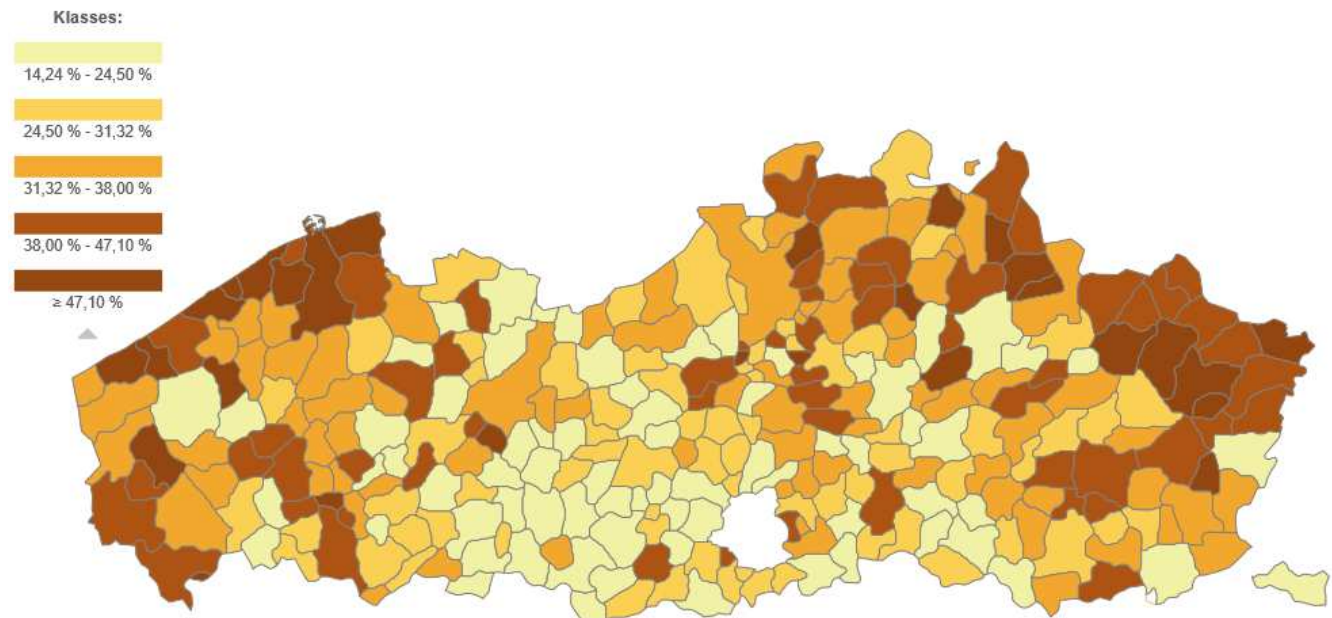 Klasses:
14,24 % - 24,50 %
24,50 % - 31,32 %
31,32 % - 38,00 %
38,00 % - 47,10 %
≥ 47,10 %